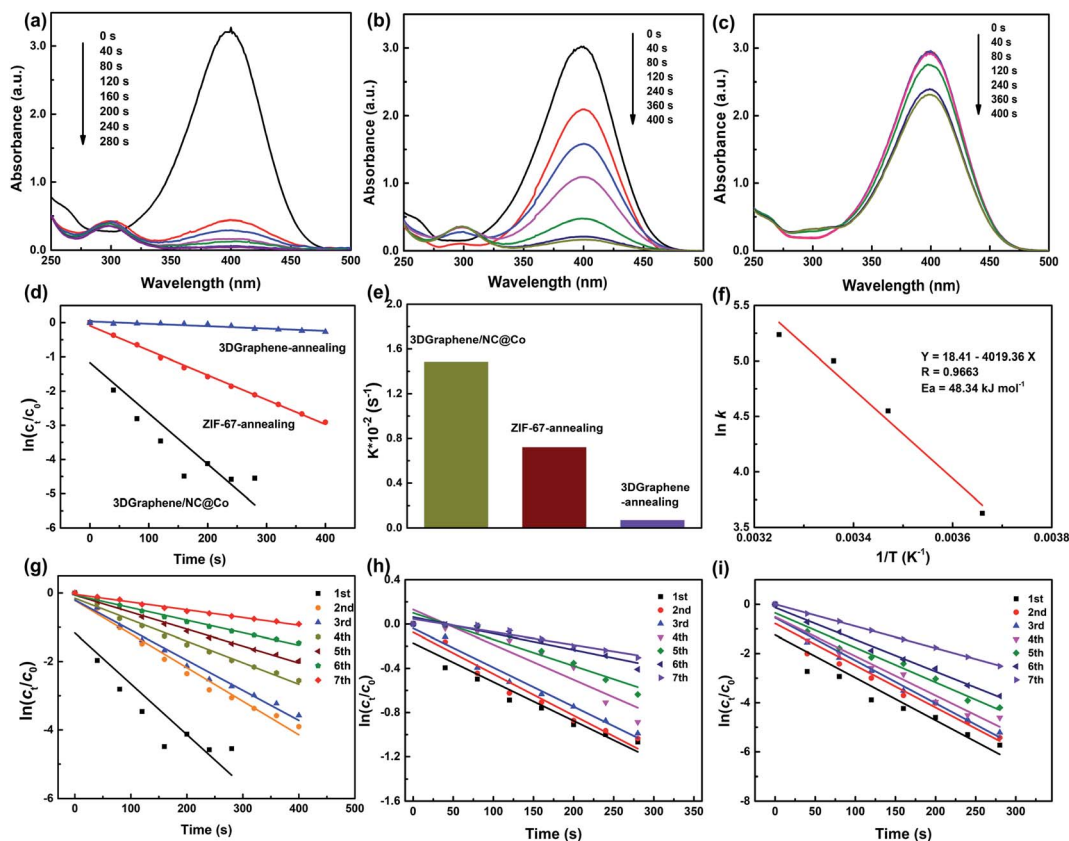 (a)
0 s
40 s
80 s
120 s
160 s
200 s
240 s
280 s
3.0
2.0
1.0
0.0
Absorbance (a.u.)
250 300 350 400 450 500
Wavelength (nm)
(b)
0 s
40 s
80 s
120 s
240 s
360 s
400 s
3.0
2.0
1.0
0.0
Absorbance (a.u.)
250 300 350 400 450 500
Wavelength (nm)
(c)
0 s
40 s
80 s
120 s
240 s
360 s
400 s
3.0
2.0
1.0
0.0
Absorbance (a.u.)
250 300 350 400 450 500
Wavelength (nm)
(d)
0
-1
-2
-3
-4
-5
-6
ln(cₜ/c₀)
3DGraphene-annealing
ZIF-67-annealing
3DGraphene/NC@Co
0 100 200 300 400
Time (s)
(e)
1.8
1.5
1.2
0.9
0.6
0.3
0.0
K*10⁻² (S⁻¹)
3DGraphene/NC@Co
ZIF-67-annealing
3DGraphene
-annealing
(f)
5.5
5.0
4.5
4.0
3.5
ln k
Y = 18.41 - 4019.36 X
R = 0.9663
Ea = 48.34 kJ mol⁻¹
0.0032 0.0034 0.0036 0.0038
1/T (K⁻¹)
(g)
0
-2
-4
-6
ln(cₜ/c₀)
1st
2nd
3rd
4th
5th
6th
7th
0 100 200 300 400 500
Time (s)
(h)
0.4
0.0
-0.4
-0.8
-1.2
-1.6
ln(cₜ/c₀)
1st
2nd
3rd
4th
5th
6th
7th
0 50 100 150 200 250 300 350
Time (s)
(i)
2
0
-2
-4
-6
-8
ln(cₜ/c₀)
1st
2nd
3rd
4th
5th
6th
7th
0 50 100 150 200 250 300 350
Time (s)